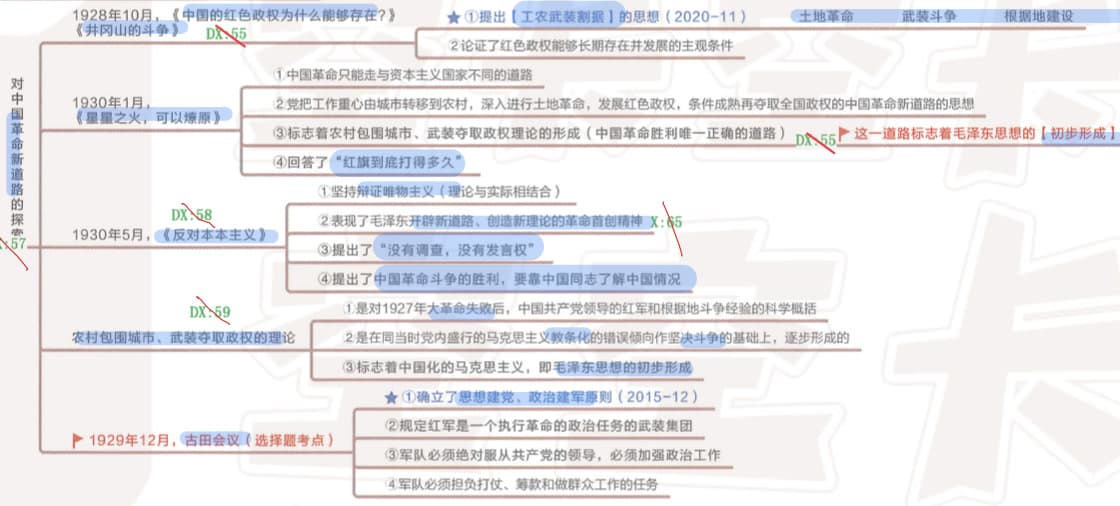 对中国革命新道路的探索
:57
1928年10月，《中国的红色政权为什么能够存在？》
《井冈山的斗争》
DX:55
★ ①提出【工农武装割据】的思想（2020-11） 土地革命 武装斗争 根据地建设
②论证了红色政权能够长期存在并发展的主观条件
1930年1月，
《星星之火，可以燎原》
①中国革命只能走与资本主义国家不同的道路
②党把工作重心由城市转移到农村，深入进行土地革命，发展红色政权，条件成熟再夺取全国政权的中国革命新道路的思想
③标志着农村包围城市、武装夺取政权理论的形成（中国革命胜利唯一正确的道路） DX:55 这一道路标志着毛泽东思想的【初步形成】
④回答了“红旗到底打得多久”
DX:58
1930年5月，《反对本本主义》
①坚持辩证唯物主义（理论与实际相结合）
②表现了毛泽东开辟新道路、创造新理论的革命首创精神 X:65
③提出了“没有调查，没有发言权”
④提出了中国革命斗争的胜利，要靠中国同志了解中国情况
DX:59
农村包围城市、武装夺取政权的理论
①是对1927年大革命失败后，中国共产党领导的红军和根据地斗争经验的科学概括
②是在同当时党内盛行的马克思主义教条化的错误倾向作坚决斗争的基础上，逐步形成的
③标志着中国化的马克思主义，即毛泽东思想的初步形成
1929年12月，古田会议（选择题考点）
★ ①确立了思想建党、政治建军原则（2015-12）
②规定红军是一个执行革命的政治任务的武装集团
③军队必须绝对服从共产党的领导，必须加强政治工作
④军队必须担负打仗、筹款和做群众工作的任务